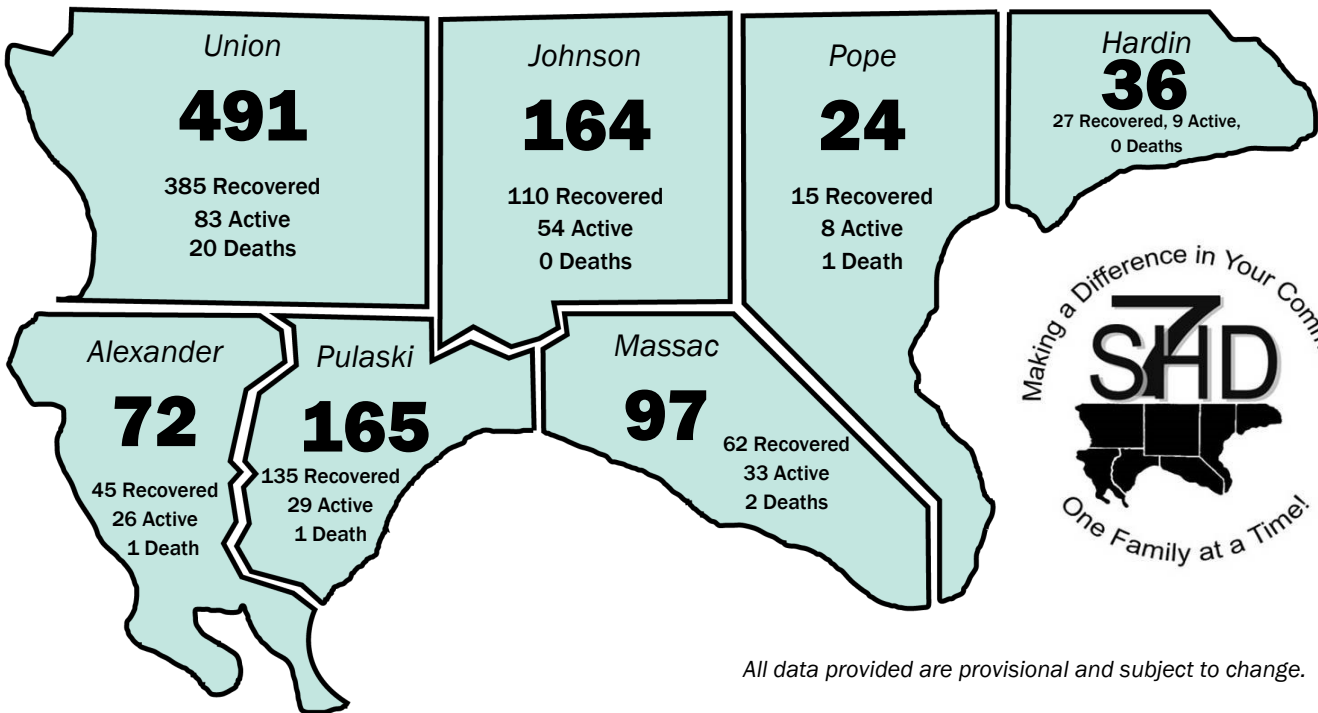 Union
491
385 Recovered
83 Active
20 Deaths
Johnson
164
110 Recovered
54 Active
0 Deaths
Pope
24
15 Recovered
8 Active
1 Death
Hardin
36
27 Recovered, 9 Active,
0 Deaths
Alexander
72
45 Recovered
26 Active
1 Death
Pulaski
165
135 Recovered
29 Active
1 Death
Massac
97
62 Recovered
33 Active
2 Deaths
Making a Difference in Your
S7HD
One Family at a Time!
All data provided are provisional and subject to change.